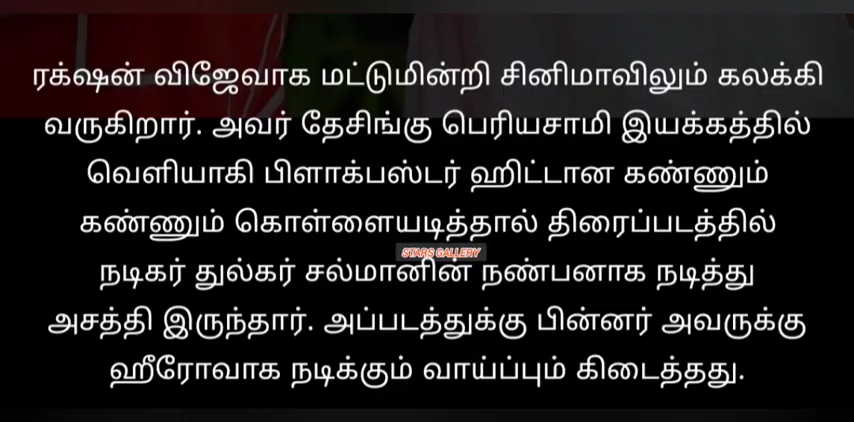 ரக்ஷன் விஜேவாக மட்டுமின்றி சினிமாவிலும் கலக்கி
வருகிறார். அவர் தேசிங்கு பெரியசாமி இயக்கத்தில்
வெளியாகி பிளாக்பஸ்டர் ஹிட்டான கண்ணும்
கண்ணும் கொள்ளையடித்தால் திரைப்படத்தில்
STARS GALLERY
நடிகர் துல்கர் சல்மானின் நண்பனாக நடித்து
அசத்தி இருந்தார். அப்படத்துக்கு பின்னர் அவருக்கு
ஹீரோவாக நடிக்கும் வாய்ப்பும் கிடைத்தது.